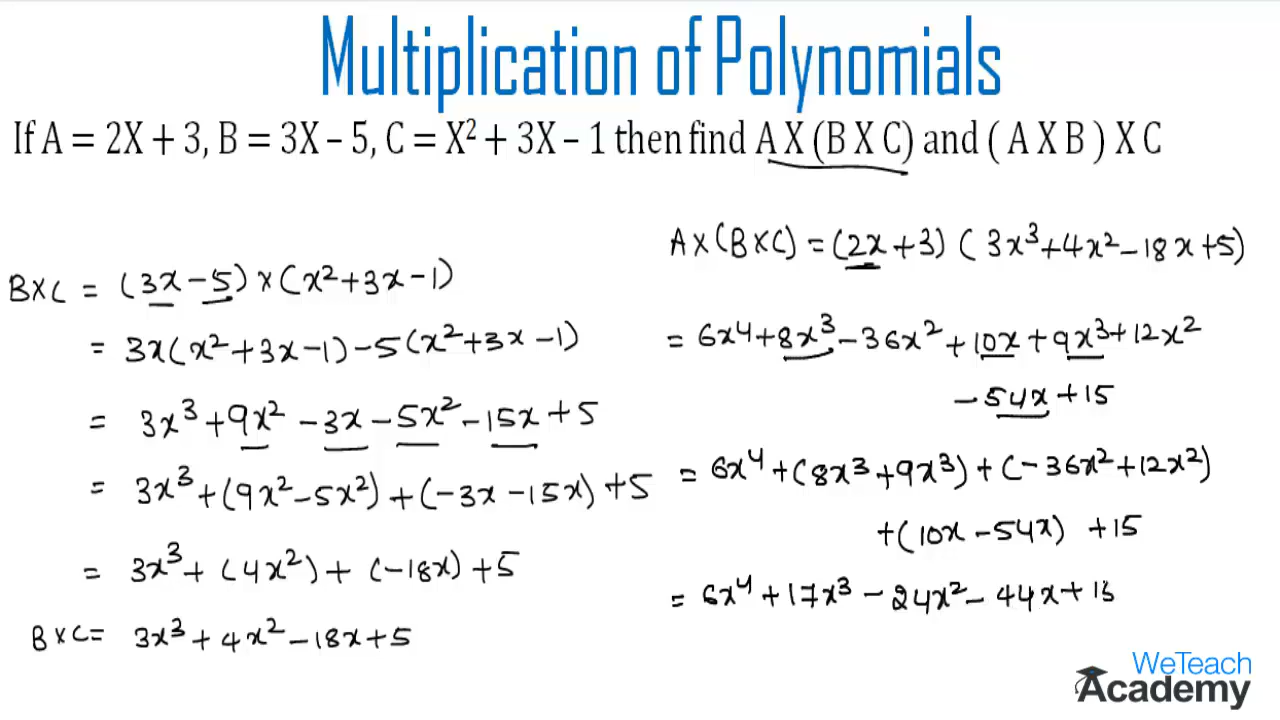 Multiplication of Polynomials
If A = 2X + 3, B = 3X – 5, C = X² + 3X – 1 then find A X (B X C) and ( A X B ) X C
B×C = (3x - 5) × (x² + 3x - 1)
= 3x(x² + 3x - 1) - 5(x² + 3x - 1)
= 3x³ + 9x² - 3x - 5x² - 15x + 5
= 3x³ + (9x² - 5x²) + (-3x - 15x) + 5
= 3x³ + (4x²) + (-18x) + 5
B×C = 3x³ + 4x² - 18x + 5
A×(B×C) = (2x + 3) (3x³ + 4x² - 18x + 5)
= 6x⁴ + 8x³ - 36x² + 10x + 9x³ + 12x²
- 54x + 15
= 6x⁴ + (8x³ + 9x³) + (-36x² + 12x²)
+ (10x - 54x) + 15
= 6x⁴ + 17x³ - 24x² - 44x + 1
WeTeach
Academy